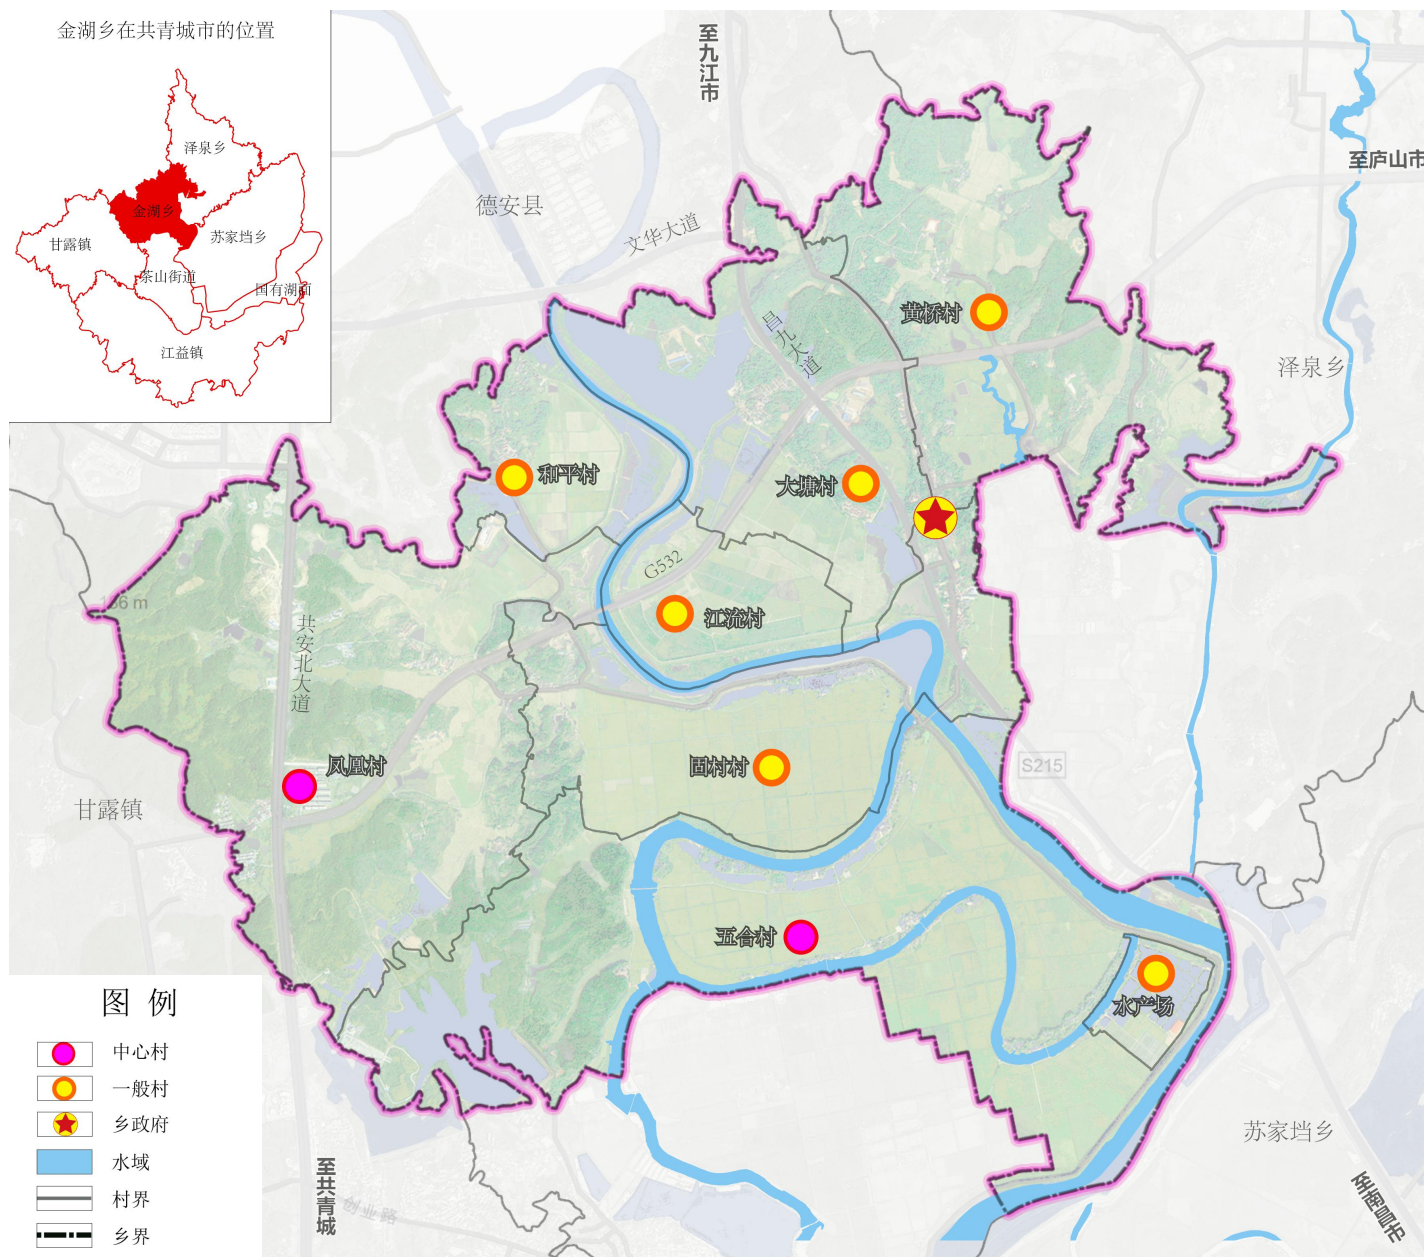 金湖乡在共青城市的位置
泽泉乡
金湖乡
甘露镇
苏家垱乡
茶山街道
国有湖面
江益镇
至九江市
至庐山市
德安县
文华大道
昌九大道
黄桥村
泽泉乡
和平村
大塘村
G532
江流村
186 m
共安北大道
凤凰村
固村村
S215
甘露镇
五合村
水产场
苏家垱乡
至共青城
创业路
至南昌市
图 例
中心村
一般村
乡政府
水域
村界
乡界